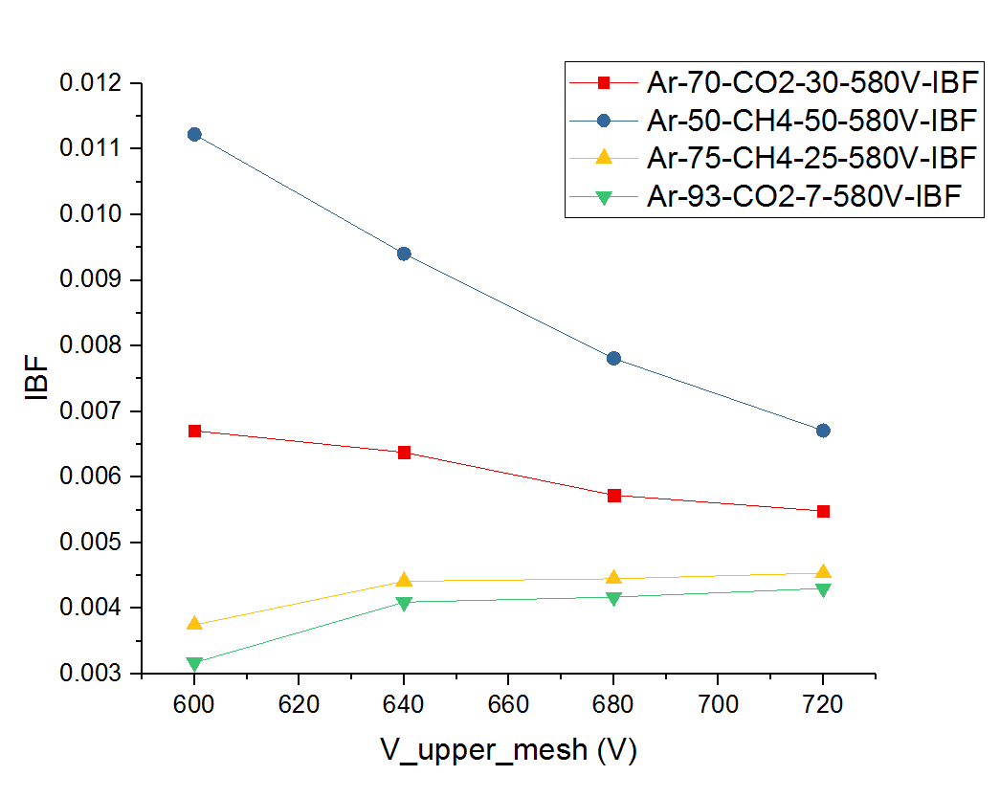 Ar-70-CO2-30-580V-IBF
Ar-50-CH4-50-580V-IBF
Ar-75-CH4-25-580V-IBF
Ar-93-CO2-7-580V-IBF
0.012
0.011
0.010
0.009
0.008
0.007
0.006
0.005
0.004
0.003
IBF
600 620 640 660 680 700 720
V_upper_mesh (V)